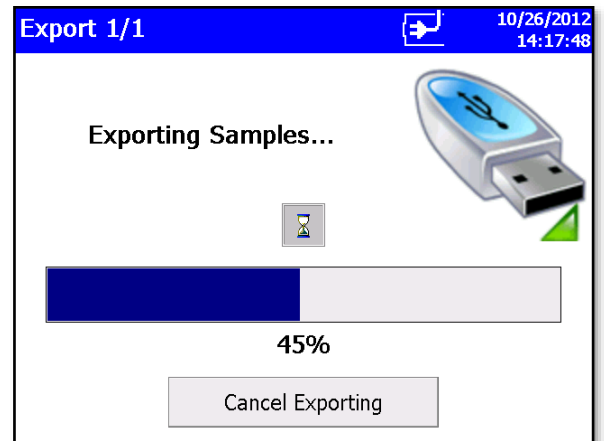 Export 1/1
10/26/2012
14:17:48
Exporting Samples...
45%
Cancel Exporting